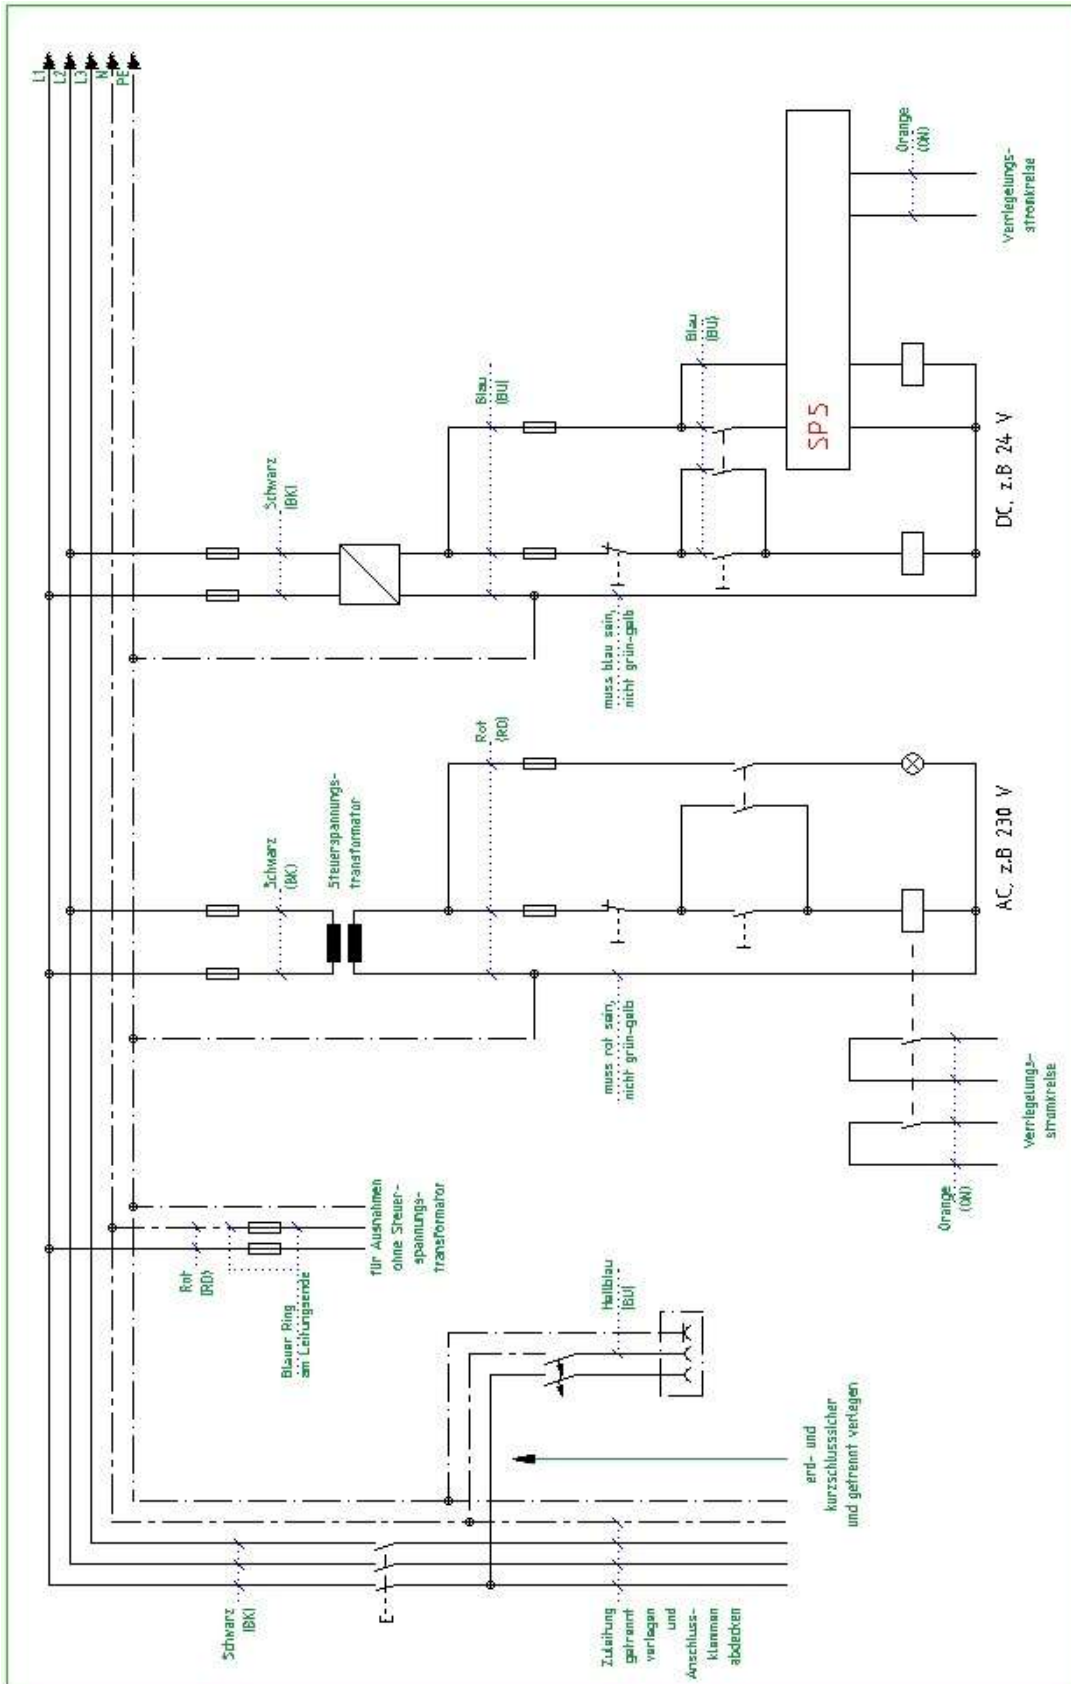 L1
L2
L3
N
PE
Schwarz
(BK)
Zuleitung
getrennt
verlegen
und
Anschluss-
klemmen
abdecken
erd- und
kurzschlusssicher
und getrennt verlegen
Hellblau
(BU)
Rot
(RD)
Blauer Ring
am Leitungsende
für Ausnahmen
ohne Steuer-
spannungs-
transformator
Schwarz
(BK)
Steuerspannungs-
transformator
Rot
(RD)
muss rot sein,
nicht grün-gelb
Orange
(ON)
Verriegelungs-
stromkreise
AC, z.B 230 V
Schwarz
(BK)
Blau
(BU)
muss blau sein,
nicht grün-gelb
Blau
(BU)
SPS
DC, z.B 24 V
Orange
(ON)
Verriegelungs-
stromkreise